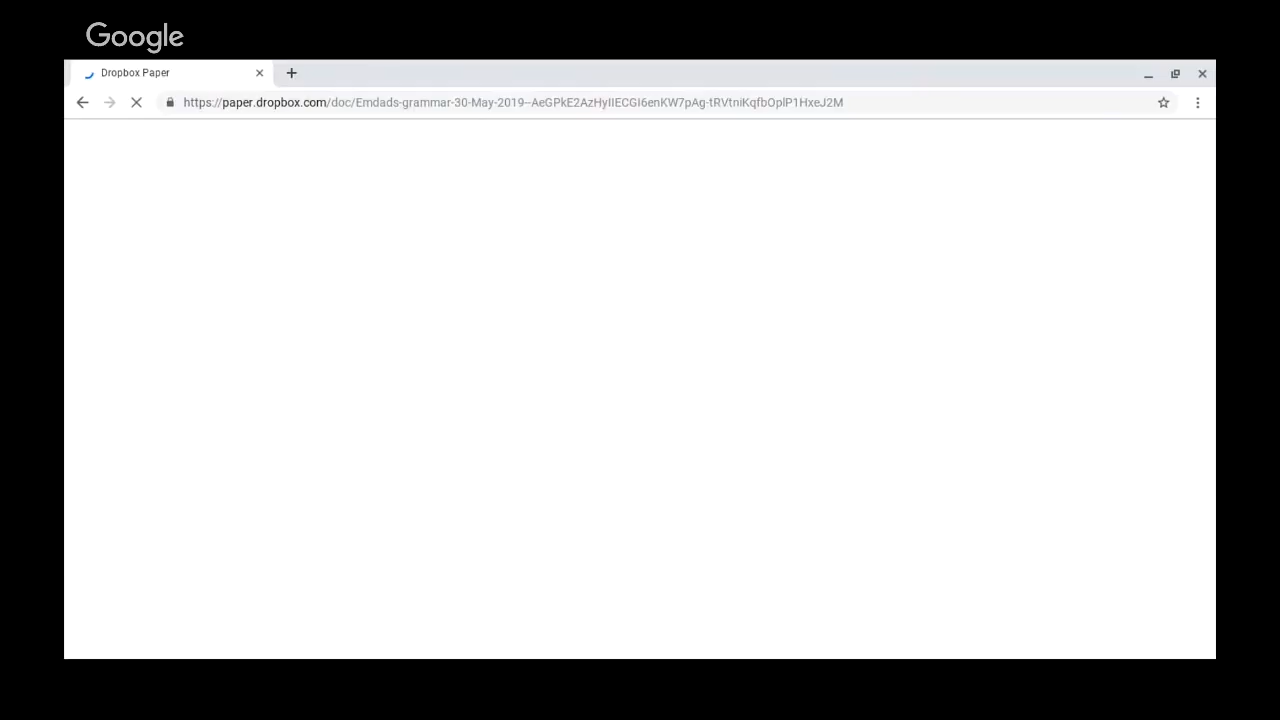 Google
Dropbox Paper
https://paper.dropbox.com/doc/Emdads-grammar-30-May-2019--AeGPkE2AzHyIIECGI6enKW7pAg-tRVtniKqfbOplP1HxeJ2M